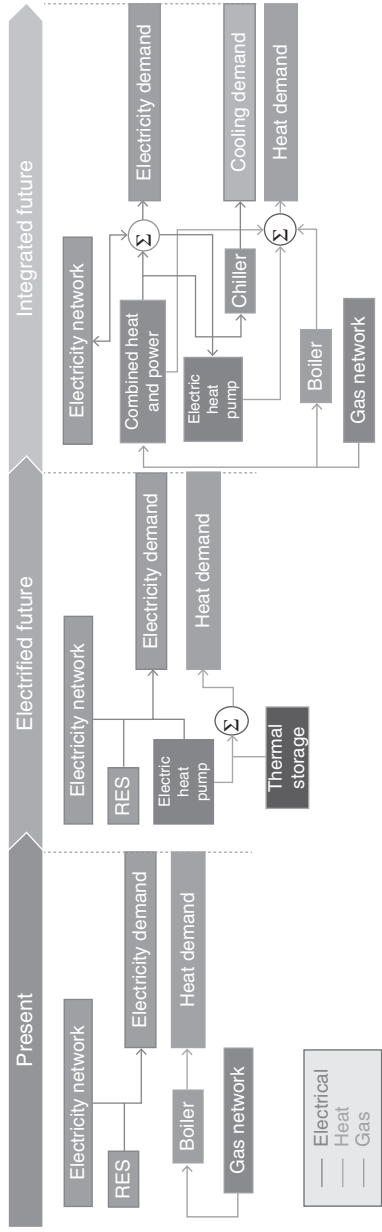 Present
Electricity network
RES
Electricity demand
Boiler
Heat demand
Gas network
Electrical
Heat
Gas
Electrified future
Electricity network
RES
Electricity demand
Electric
heat
pump
Heat demand
Σ
Thermal
storage
Integrated future
Electricity network
Combined heat
and power
Σ
Electricity demand
Electric
heat
pump
Chiller
Cooling demand
Σ
Heat demand
Boiler
Gas network